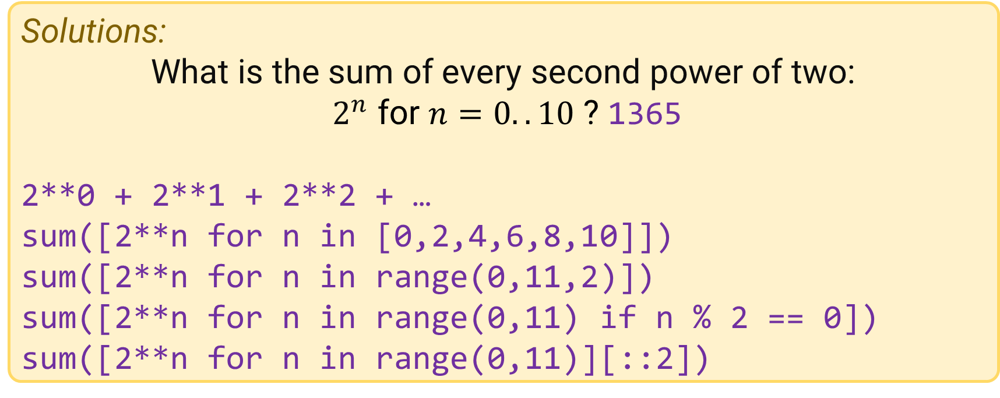 Solutions:
What is the sum of every second power of two:
2ⁿ for n = 0..10 ? 1365
2**0 + 2**1 + 2**2 + …
sum([2**n for n in [0,2,4,6,8,10]])
sum([2**n for n in range(0,11,2)])
sum([2**n for n in range(0,11) if n % 2 == 0])
sum([2**n for n in range(0,11)][::2])